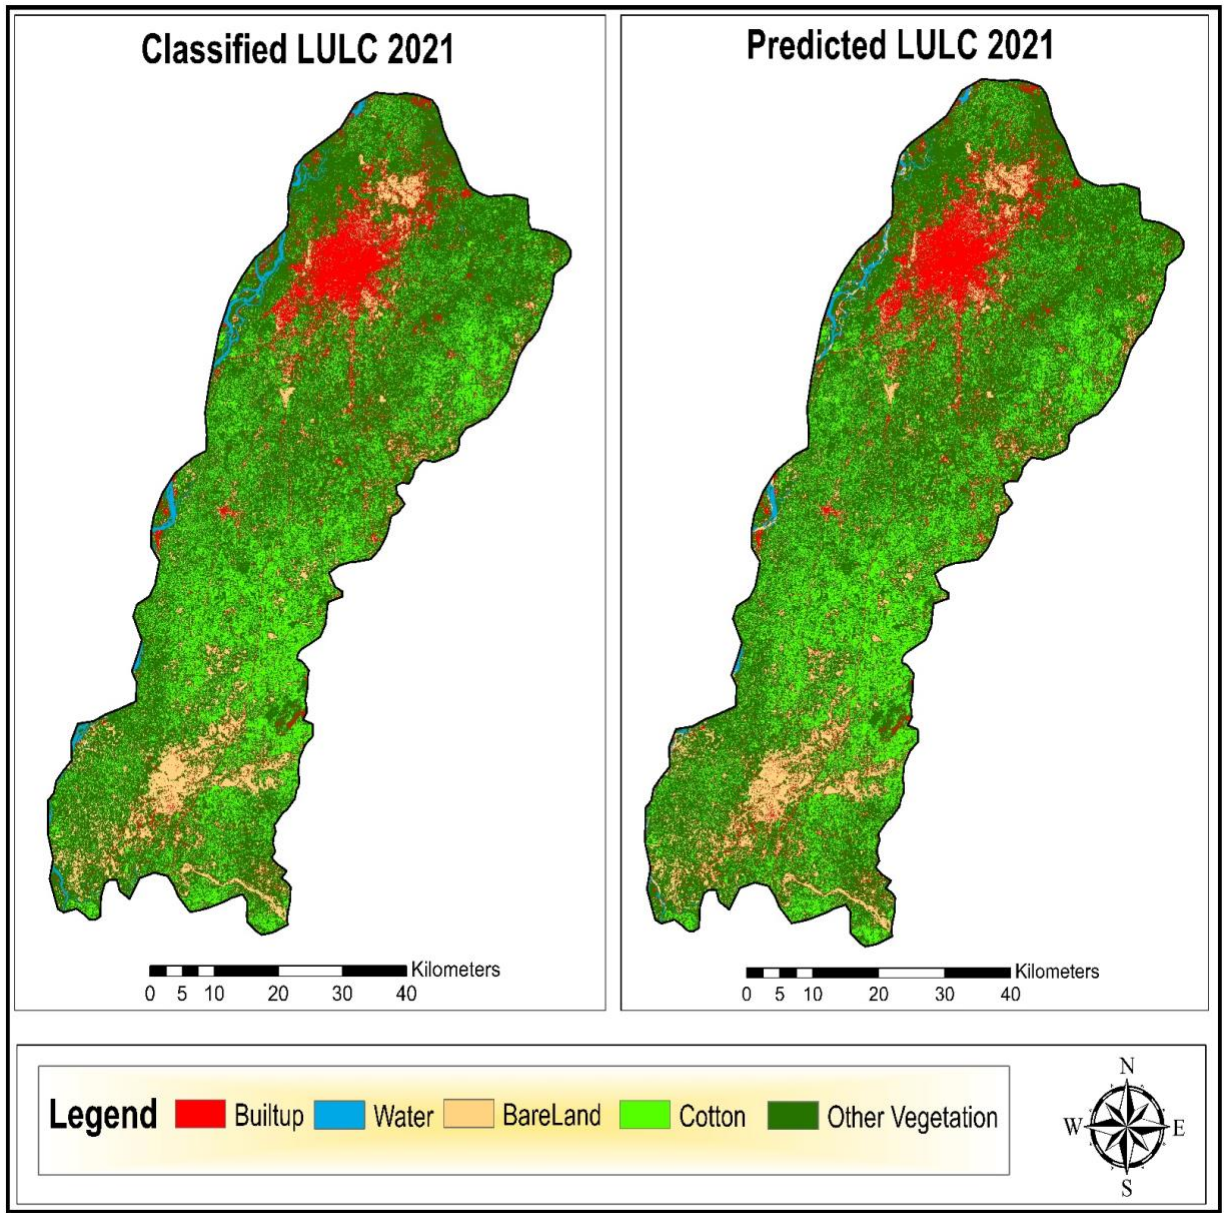 Classified LULC 2021
Predicted LULC 2021
Kilometers
0 5 10 20 30 40
Kilometers
0 5 10 20 30 40
Legend Builtup Water BareLand Cotton Other Vegetation
N
W E
S